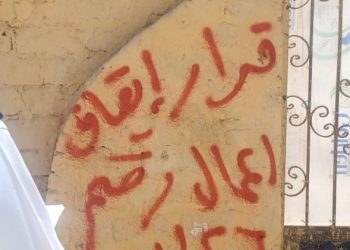 قرار إيقاف
اعمال رقم